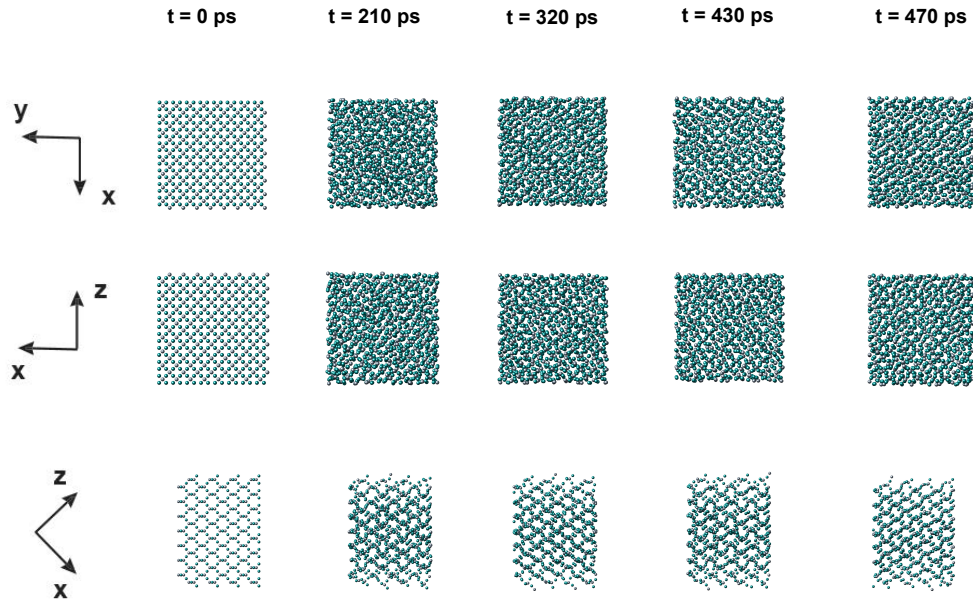 t = 0 ps t = 210 ps t = 320 ps t = 430 ps t = 470 ps
y
x
z
x
z
x